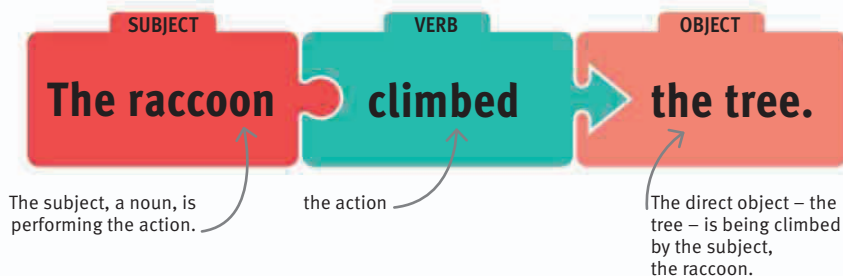 SUBJECT
VERB
OBJECT
The raccoon
climbed
the tree.
The subject, a noun, is
performing the action.
the action
The direct object – the
tree – is being climbed
by the subject,
the raccoon.